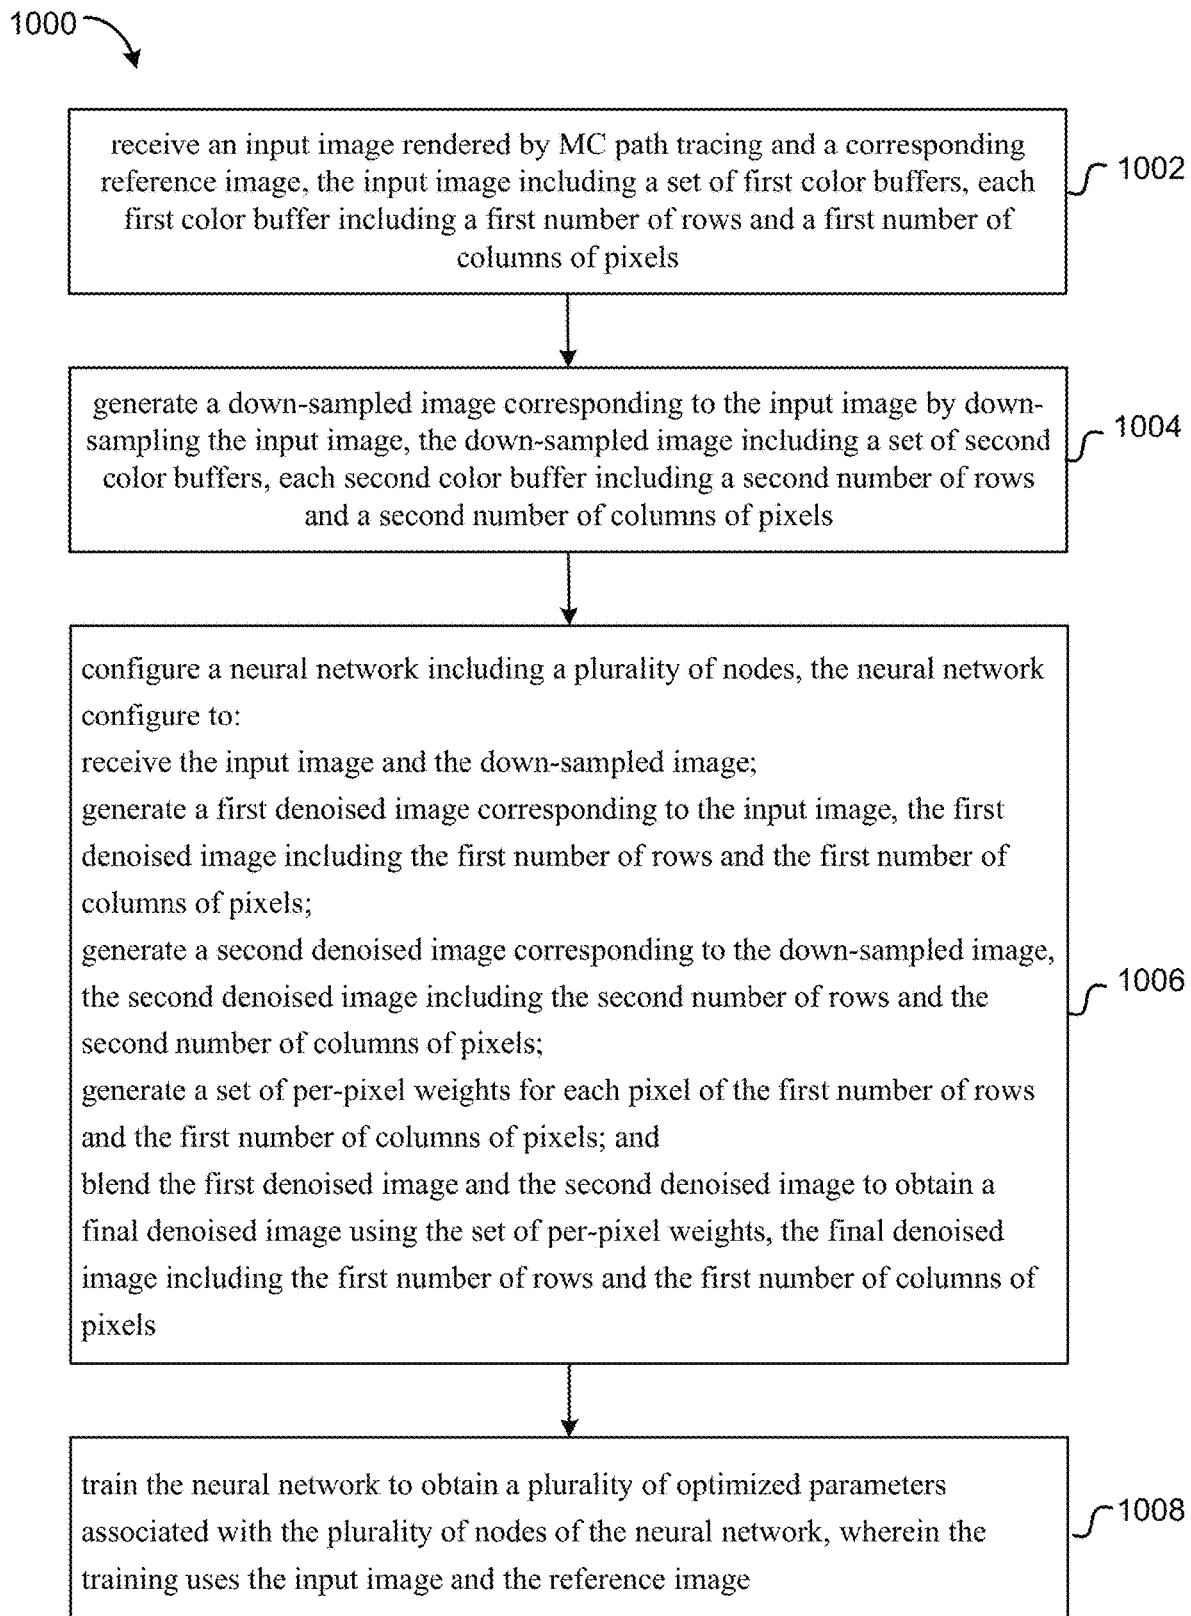 1000
receive an input image rendered by MC path tracing and a corresponding
reference image, the input image including a set of first color buffers, each
first color buffer including a first number of rows and a first number of
columns of pixels
1002
generate a down-sampled image corresponding to the input image by down-
sampling the input image, the down-sampled image including a set of second
color buffers, each second color buffer including a second number of rows
and a second number of columns of pixels
1004
configure a neural network including a plurality of nodes, the neural network
configure to:
receive the input image and the down-sampled image;
generate a first denoised image corresponding to the input image, the first
denoised image including the first number of rows and the first number of
columns of pixels;
generate a second denoised image corresponding to the down-sampled image,
the second denoised image including the second number of rows and the
second number of columns of pixels;
generate a set of per-pixel weights for each pixel of the first number of rows
and the first number of columns of pixels; and
blend the first denoised image and the second denoised image to obtain a
final denoised image using the set of per-pixel weights, the final denoised
image including the first number of rows and the first number of columns of
pixels
1006
train the neural network to obtain a plurality of optimized parameters
associated with the plurality of nodes of the neural network, wherein the
training uses the input image and the reference image
1008